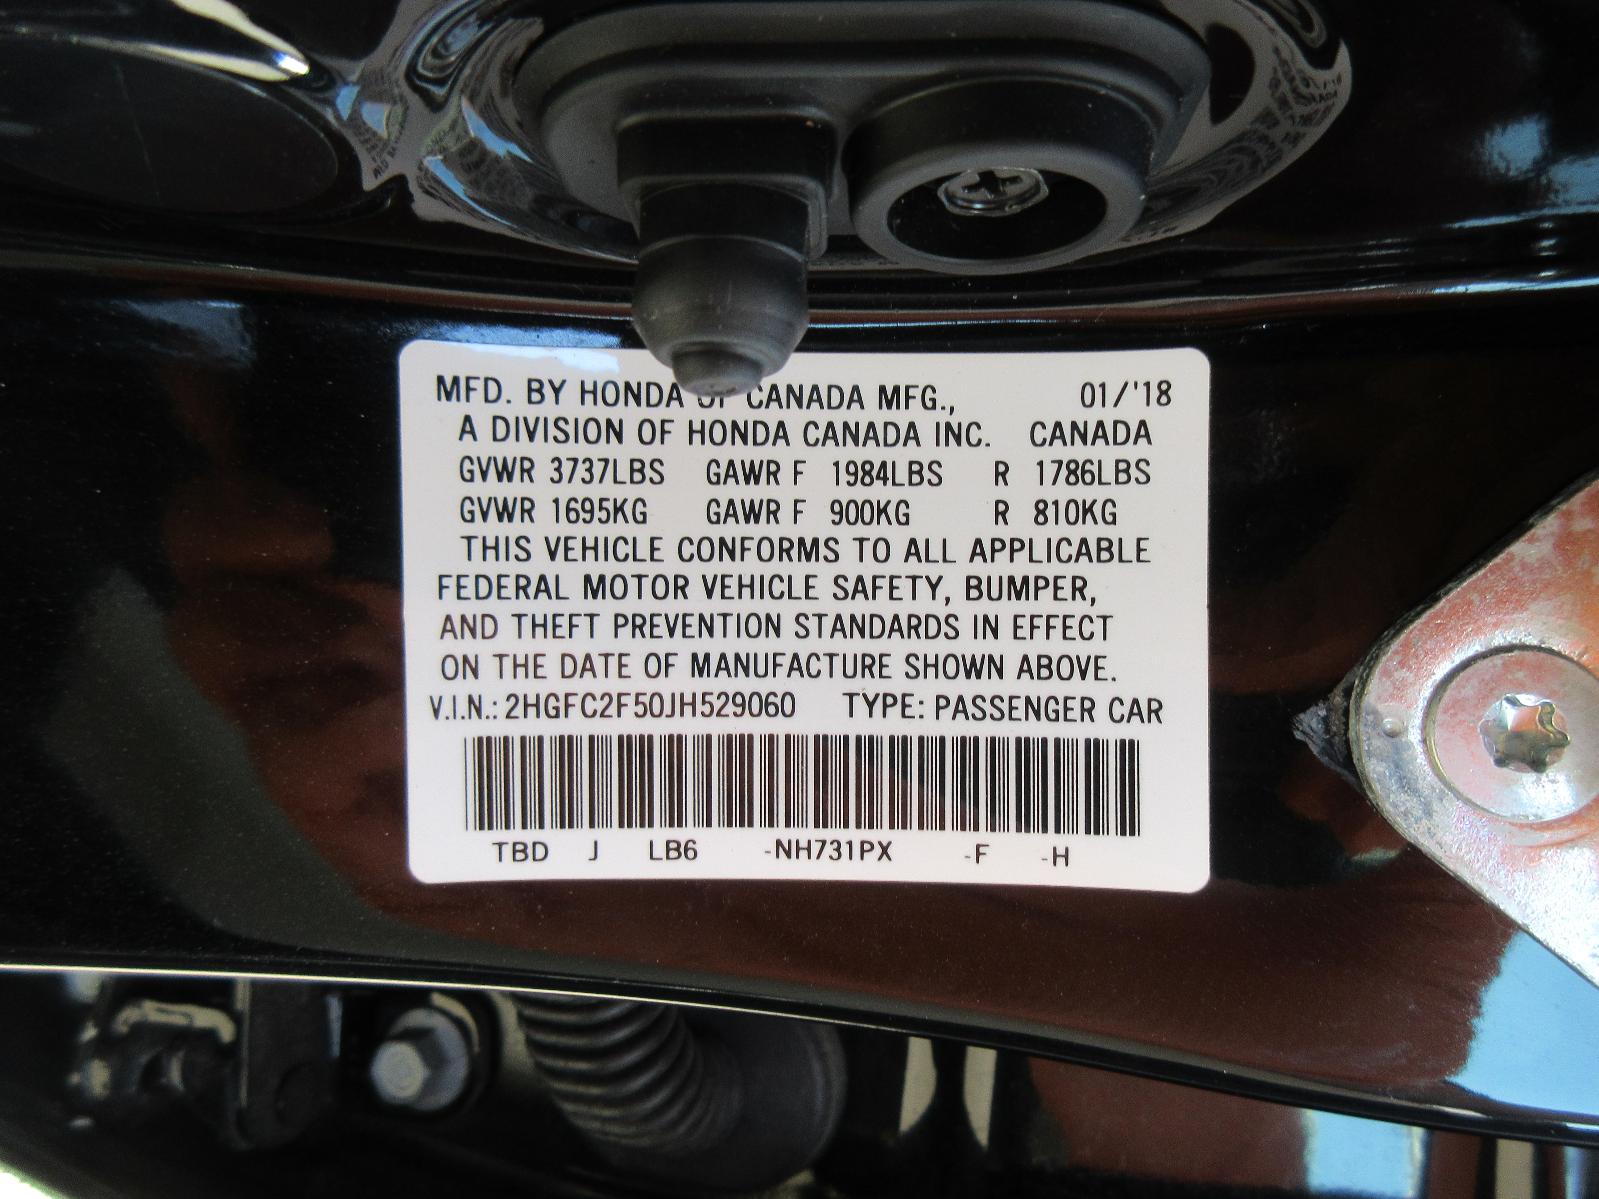 MFD. BY HONDA OF CANADA MFG., 01/'18
A DIVISION OF HONDA CANADA INC. CANADA
GVWR 3737LBS GAWR F 1984LBS R 1786LBS
GVWR 1695KG GAWR F 900KG R 810KG
THIS VEHICLE CONFORMS TO ALL APPLICABLE
FEDERAL MOTOR VEHICLE SAFETY, BUMPER,
AND THEFT PREVENTION STANDARDS IN EFFECT
ON THE DATE OF MANUFACTURE SHOWN ABOVE.
V.I.N.: 2HGFC2F50JH529060 TYPE: PASSENGER CAR
TBD J LB6 -NH731PX -F -H